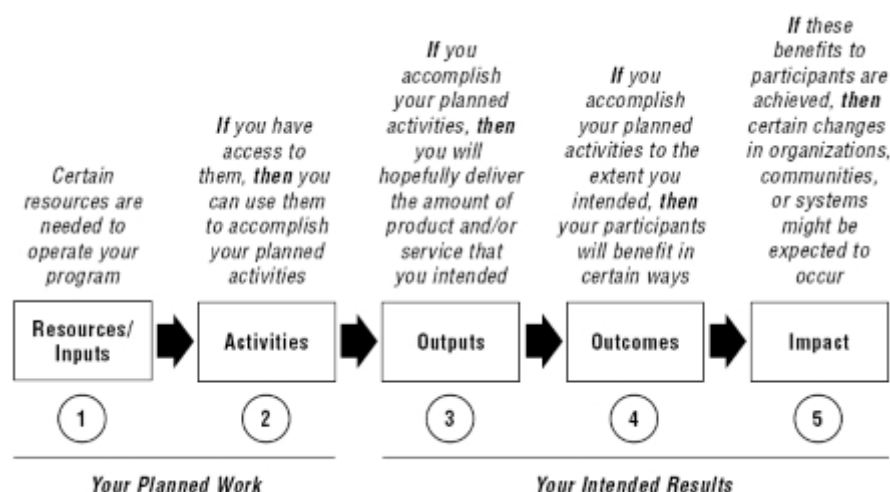 Certain
resources are
needed to
operate your
program
If you have
access to
them, then you
can use them
to accomplish
your planned
activities
If you
accomplish
your planned
activities, then
you will
hopefully deliver
the amount of
product and/or
service that
you intended
If you
accomplish
your planned
activities to the
extent you
intended, then
your participants
will benefit in
certain ways
If these
benefits to
participants are
achieved, then
certain changes
in organizations,
communities,
or systems
might be
expected to
occur
Resources/
Inputs
Activities
Outputs
Outcomes
Impact
1
2
3
4
5
Your Planned Work
Your Intended Results